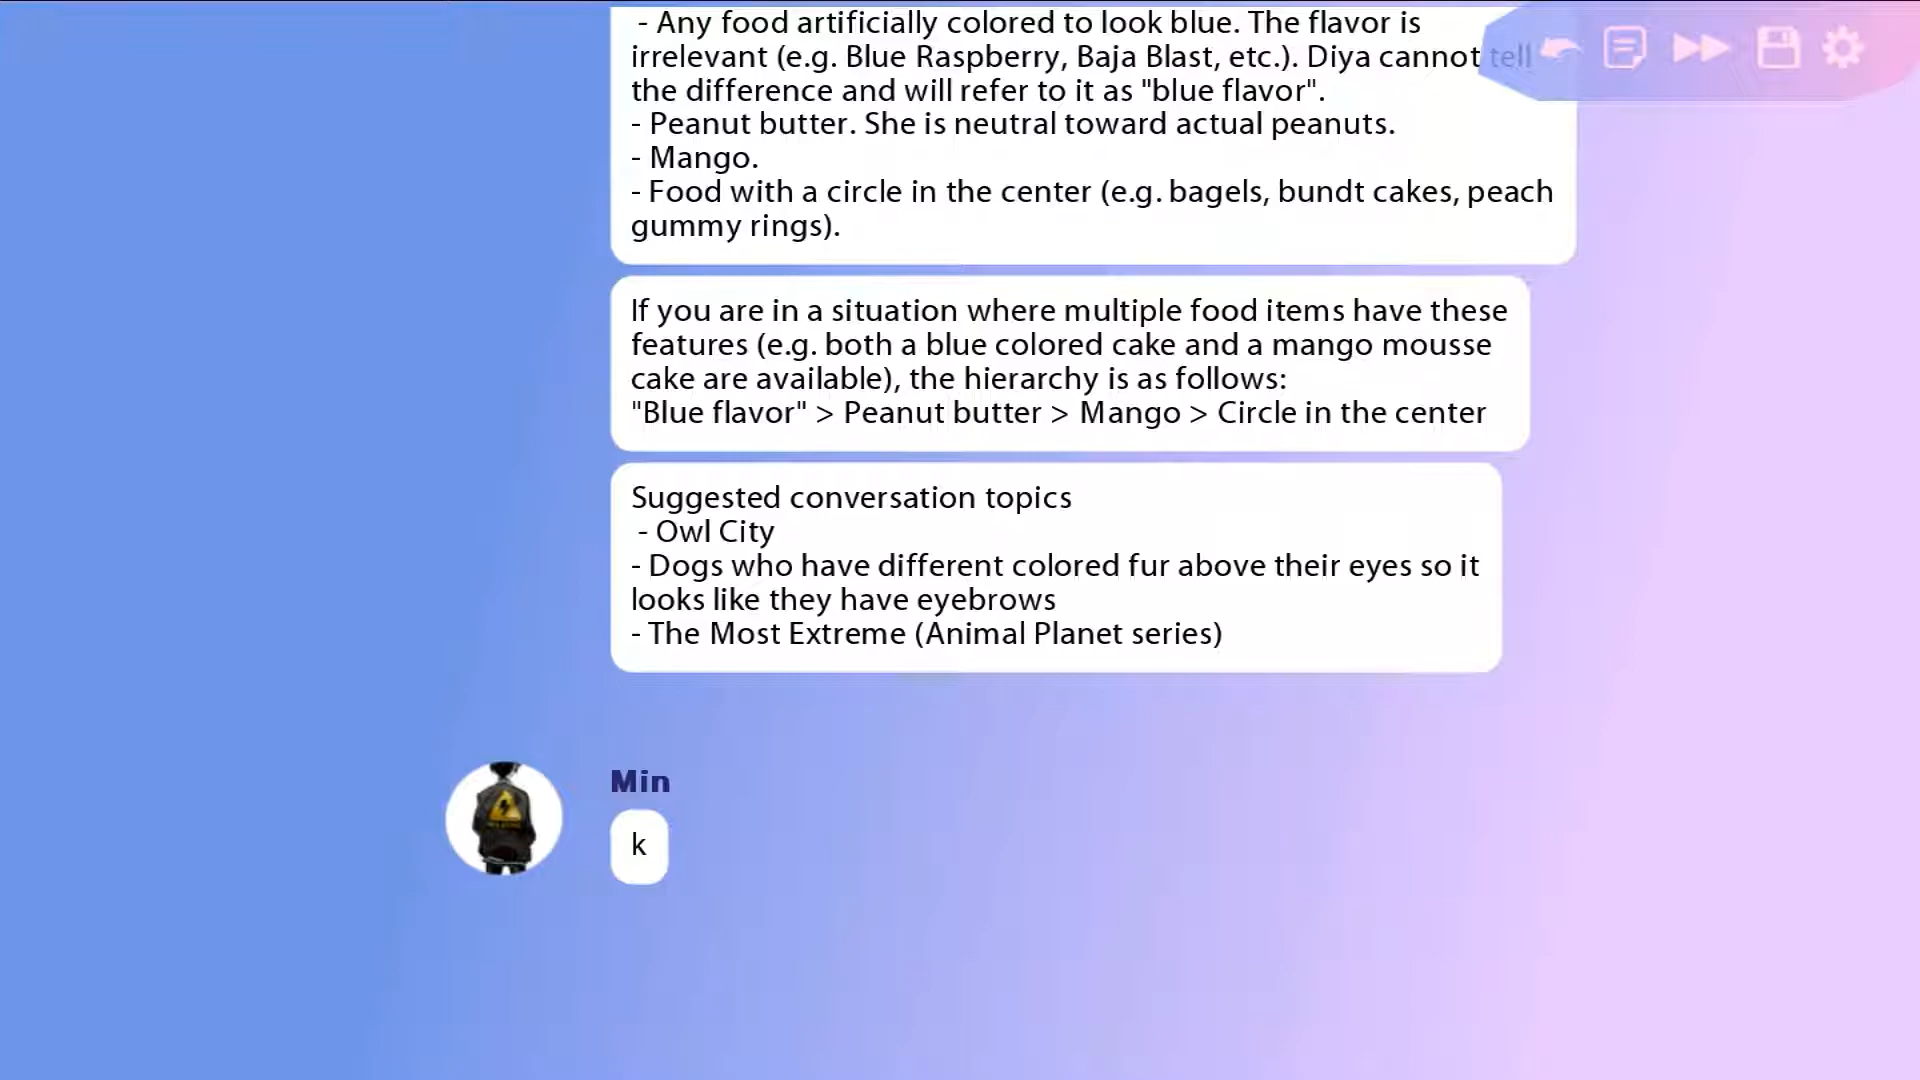 - Any food artificially colored to look blue. The flavor is
irrelevant (e.g. Blue Raspberry, Baja Blast, etc.). Diya cannot tell
the difference and will refer to it as "blue flavor".
- Peanut butter. She is neutral toward actual peanuts.
- Mango.
- Food with a circle in the center (e.g. bagels, bundt cakes, peach
gummy rings).
If you are in a situation where multiple food items have these
features (e.g. both a blue colored cake and a mango mousse
cake are available), the hierarchy is as follows:
"Blue flavor" > Peanut butter > Mango > Circle in the center
Suggested conversation topics
- Owl City
- Dogs who have different colored fur above their eyes so it
looks like they have eyebrows
- The Most Extreme (Animal Planet series)
Min
k